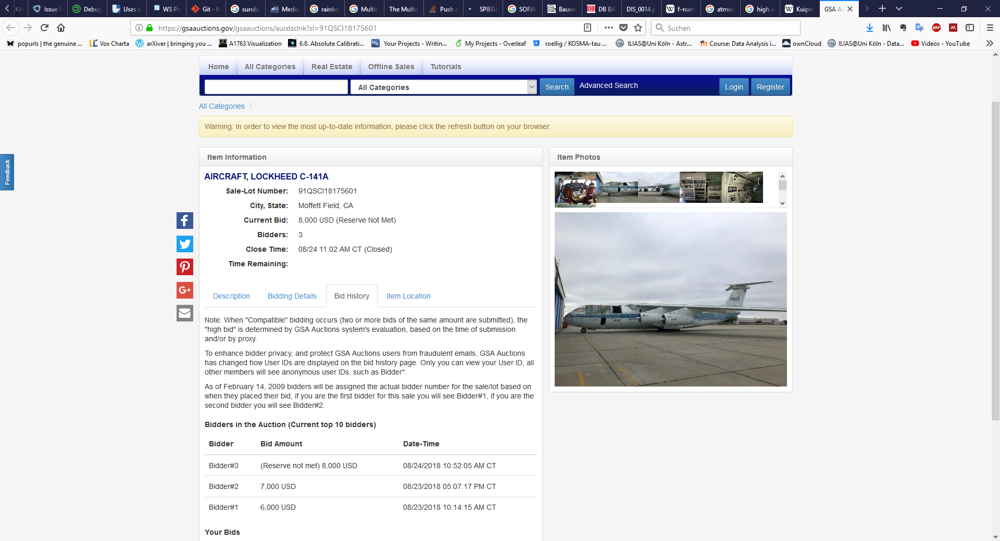 Issue
Debug
Uses o
W3 Pr
Git - M
sundia
Media
rainbo
Multis
The Multiv
Push a
SPIEGE
SOFIA
Bauve
DB BA
DIS_0014.p
f-num
atmos
high a
Kuiper
GSA Au
https://gsaauctions.gov/gsaauctions/aucdsclnk?sl=91QSCI18175601
Suchen
popurls | the genuine ...
Vox Charta
arXiver | bringing you ...
A1763 Visualization
6.8. Absolute Calibrati...
Your Projects - Writin...
My Projects - Overleaf
roellig / KOSMA-tau ...
ILIAS@Uni Köln - Astr...
Course: Data Analysis i...
ownCloud
ILIAS@Uni Köln - Data...
Videos - YouTube
Home
All Categories
Real Estate
Offline Sales
Tutorials
All Categories
Search
Advanced Search
Login
Register
All Categories /
Warning: In order to view the most up-to-date information, please click the refresh button on your browser.
Feedback
Item Information
AIRCRAFT, LOCKHEED C-141A
Sale-Lot Number: 91QSCI18175601
City, State: Moffett Field, CA
Current Bid: 8,000 USD (Reserve Not Met)
Bidders: 3
Close Time: 08/24 11:02 AM CT (Closed)
Time Remaining:
Description
Bidding Details
Bid History
Item Location
Note: When "Compatible" bidding occurs (two or more bids of the same amount are submitted), the
"high bid" is determined by GSA Auctions system's evaluation, based on the time of submission
and/or by proxy.
To enhance bidder privacy, and protect GSA Auctions users from fraudulent emails, GSA Auctions
has changed how User IDs are displayed on the bid history page. Only you can view your User ID, all
other members will see anonymous user IDs, such as Bidder*.
As of February 14, 2009 bidders will be assigned the actual bidder number for the sale/lot based on
when they placed their bid, if you are the first bidder for this sale you will see Bidder#1, if you are the
second bidder you will see Bidder#2.
Bidders in the Auction (Current top 10 bidders)
Bidder Bid Amount Date-Time
Bidder#3 (Reserve not met) 8,000 USD 08/24/2018 10:52:05 AM CT
Bidder#2 7,000 USD 08/23/2018 05:07:17 PM CT
Bidder#1 6,000 USD 08/23/2018 10:14:15 AM CT
Your Bids
Item Photos
NASA